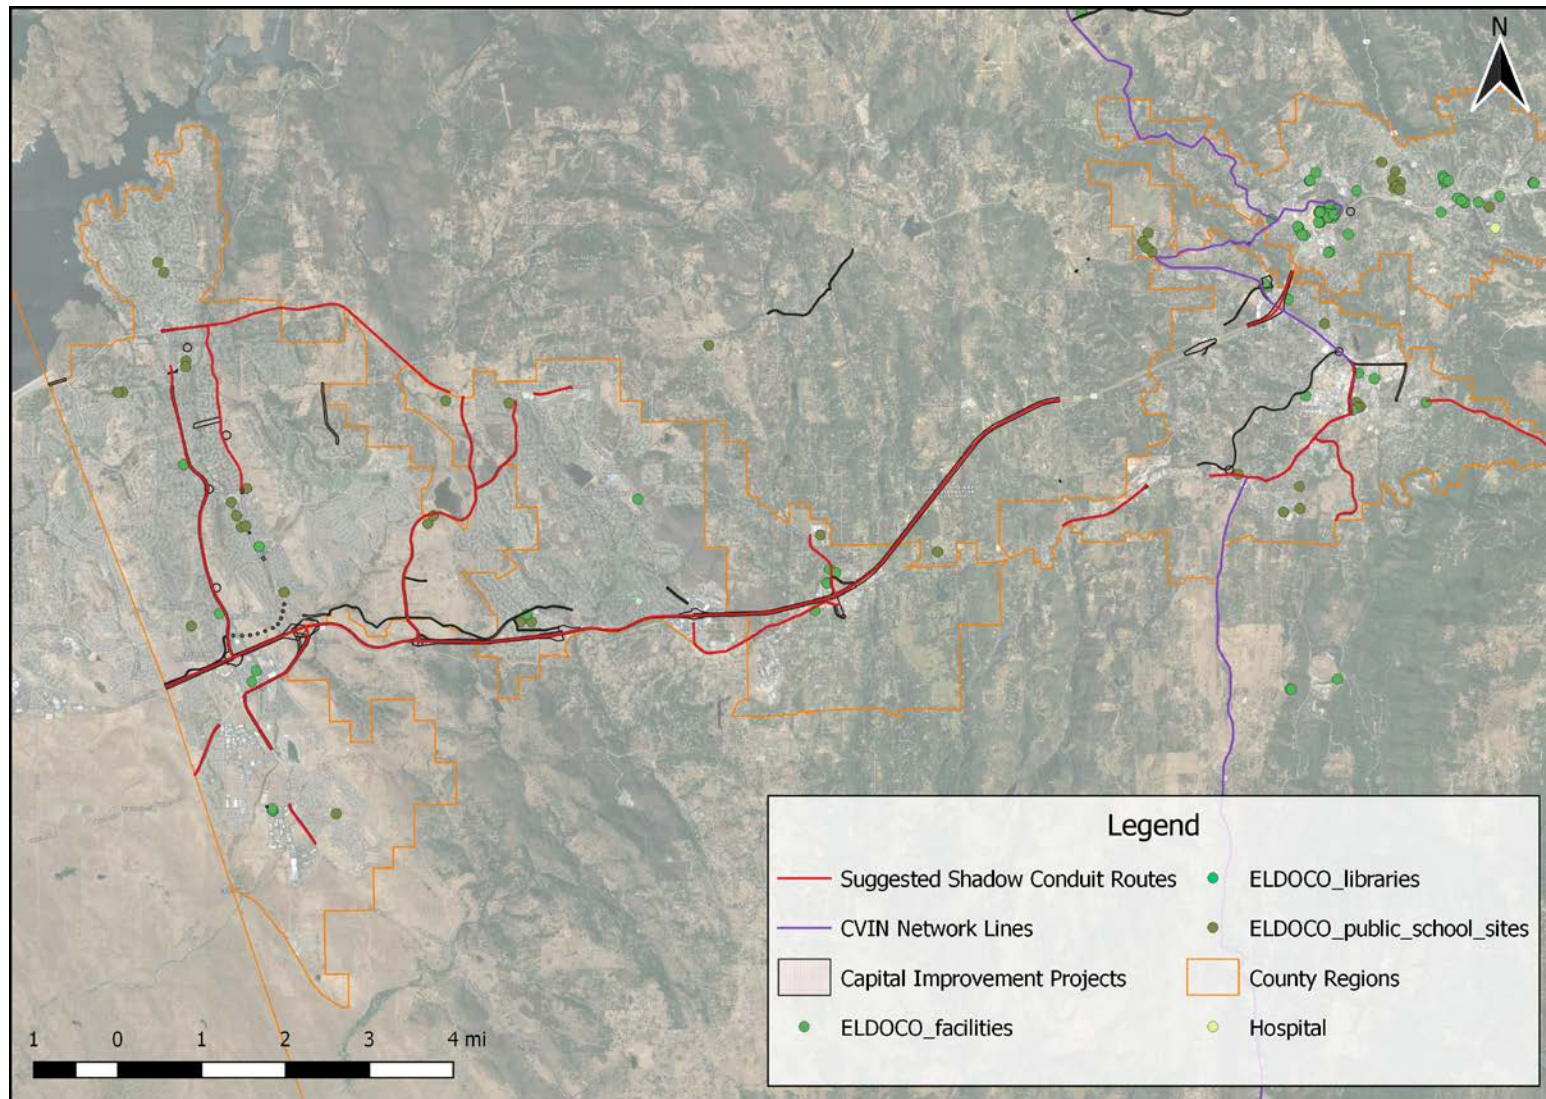 N
Legend
Suggested Shadow Conduit Routes
ELDOCO_libraries
CVIN Network Lines
ELDOCO_public_school_sites
Capital Improvement Projects
County Regions
ELDOCO_facilities
Hospital
1 0 1 2 3 4 mi